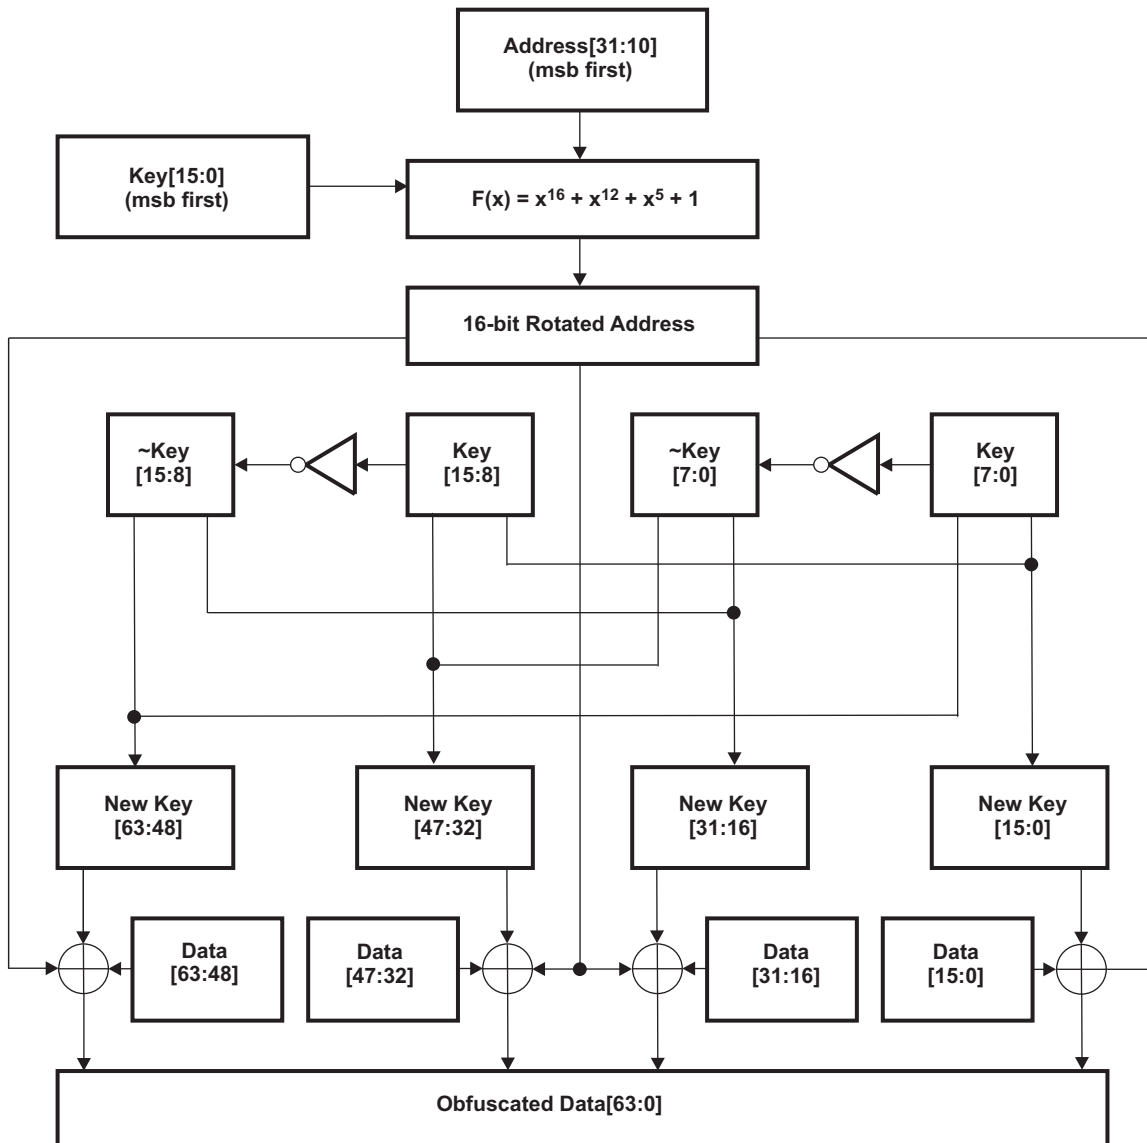 Address[31:10]
(msb first)
Key[15:0]
(msb first)
F(x) = x¹⁶ + x¹² + x⁵ + 1
16-bit Rotated Address
~Key
[15:8]
Key
[15:8]
~Key
[7:0]
Key
[7:0]
New Key
[63:48]
New Key
[47:32]
New Key
[31:16]
New Key
[15:0]
Data
[63:48]
Data
[47:32]
Data
[31:16]
Data
[15:0]
Obfuscated Data[63:0]